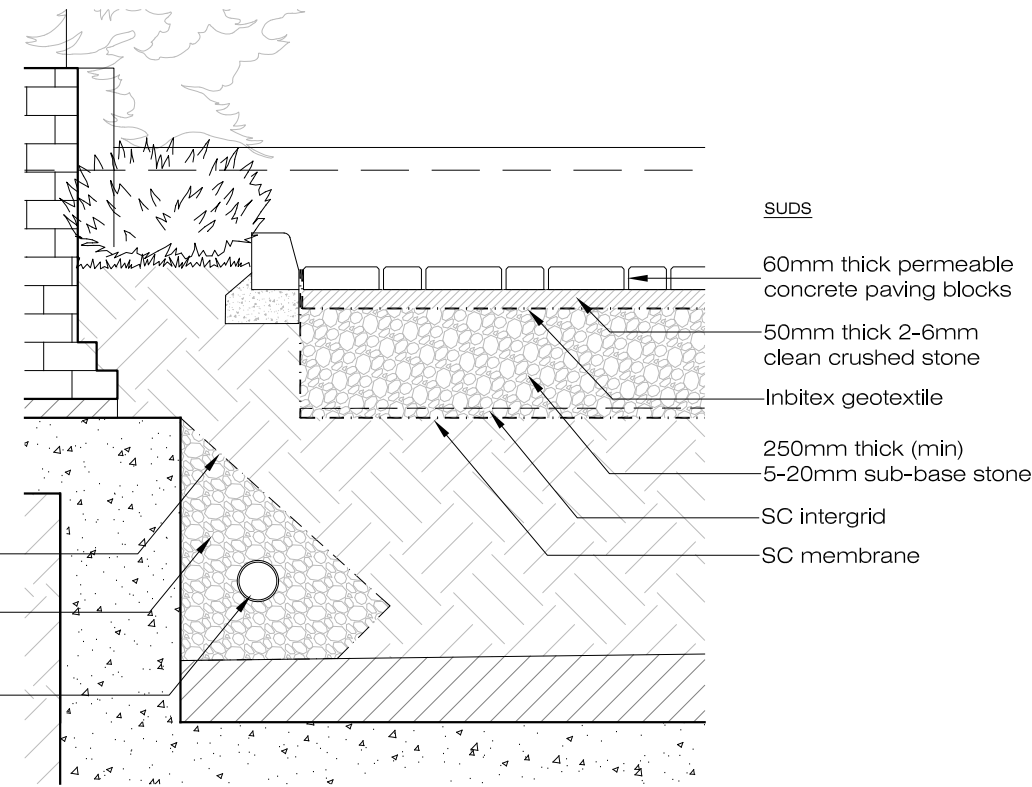 SUDS
60mm thick permeable
concrete paving blocks
50mm thick 2-6mm
clean crushed stone
Inbitex geotextile
250mm thick (min)
5-20mm sub-base stone
SC intergrid
SC membrane